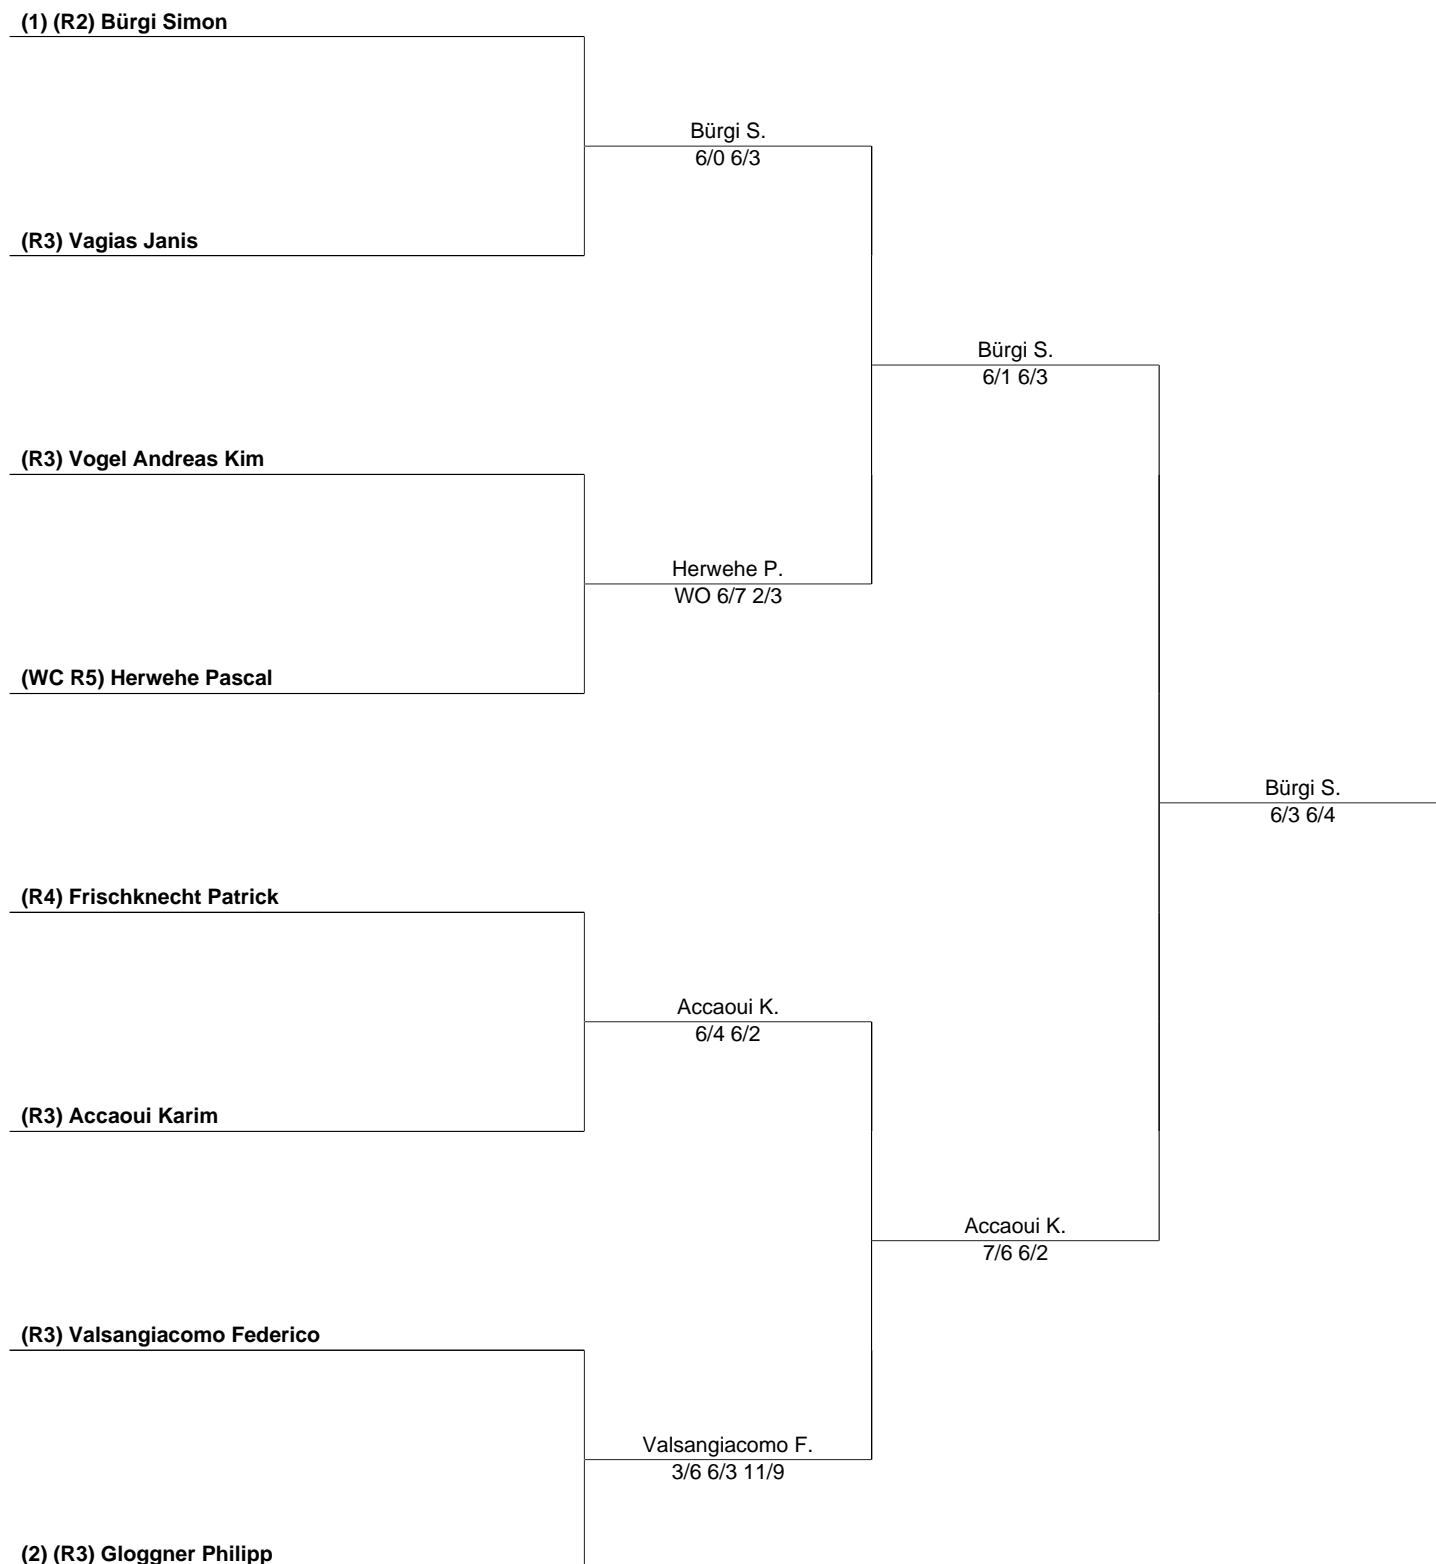 (1) (R2) Bürgi Simon
Bürgi S.
6/0 6/3
(R3) Vagias Janis
Bürgi S.
6/1 6/3
(R3) Vogel Andreas Kim
Herwehe P.
WO 6/7 2/3
(WC R5) Herwehe Pascal
Bürgi S.
6/3 6/4
(R4) Frischknecht Patrick
Accaoui K.
6/4 6/2
(R3) Accaoui Karim
Accaoui K.
7/6 6/2
(R3) Valsangiacomo Federico
Valsangiacomo F.
3/6 6/3 11/9
(2) (R3) Gloggner Philipp